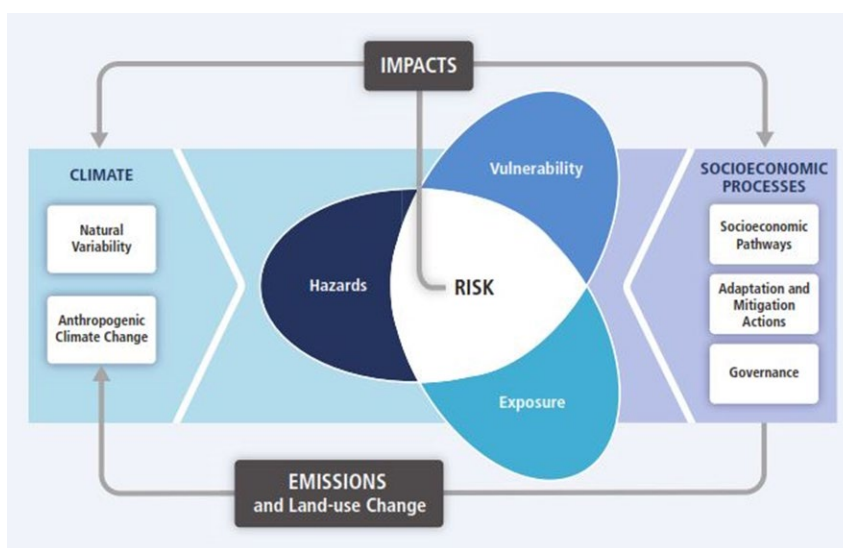 IMPACTS
CLIMATE
Natural
Variability
Anthropogenic
Climate Change
Vulnerability
Hazards
RISK
Exposure
SOCIOECONOMIC
PROCESSES
Socioeconomic
Pathways
Adaptation and
Mitigation
Actions
Governance
EMISSIONS
and Land-use Change